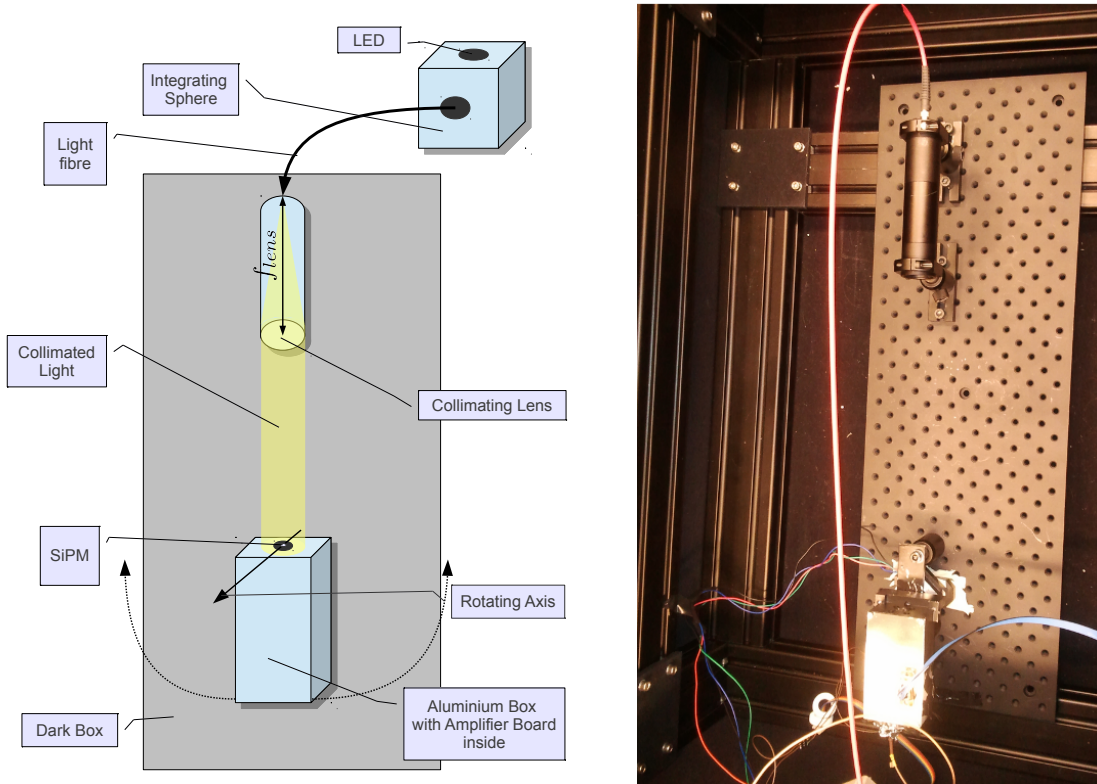 LED
Integrating
Sphere
Light
fibre
flens
Collimated
Light
Collimating Lens
SiPM
Rotating Axis
Aluminium Box
with Amplifier Board
inside
Dark Box